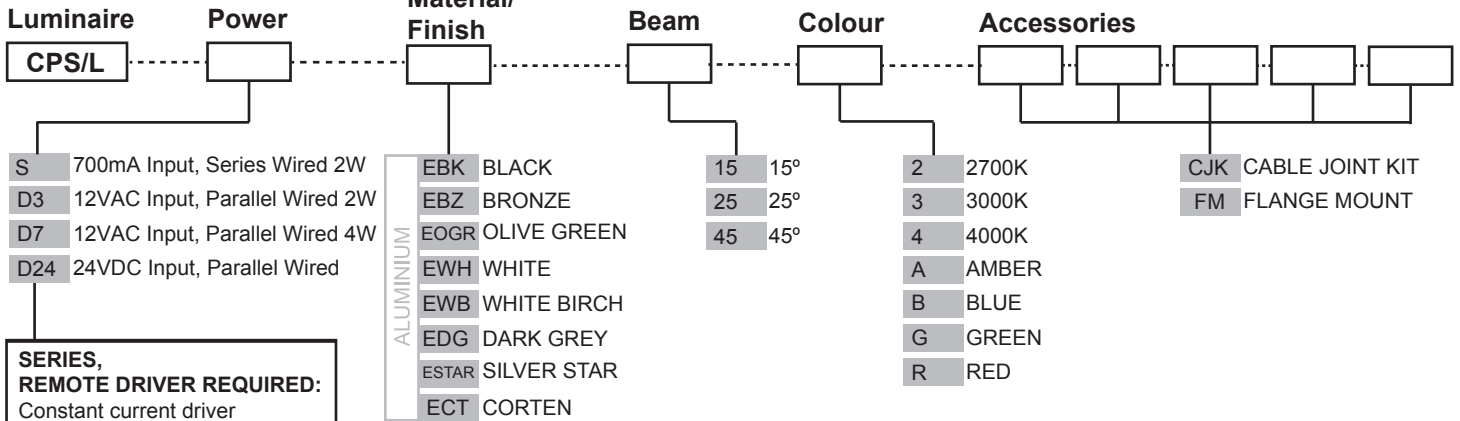 Luminaire Power Material/ Finish Beam Colour Accessories
CPS/L
S 700mA Input, Series Wired 2W
D3 12VAC Input, Parallel Wired 2W
D7 12VAC Input, Parallel Wired 4W
D24 24VDC Input, Parallel Wired
SERIES,
REMOTE DRIVER REQUIRED:
Constant current driver
ALUMINIUM
EBK BLACK
EBZ BRONZE
EOGR OLIVE GREEN
EWH WHITE
EWB WHITE BIRCH
EDG DARK GREY
ESTAR SILVER STAR
ECT CORTEN
15 15º
25 25º
45 45º
2 2700K
3 3000K
4 4000K
A AMBER
B BLUE
G GREEN
R RED
CJK CABLE JOINT KIT
FM FLANGE MOUNT